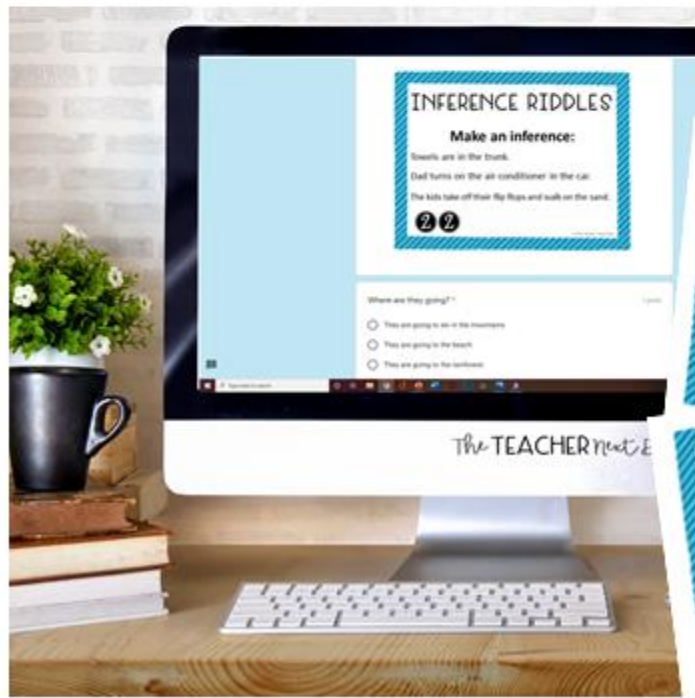 INFERENCE RIDDLES
Make an inference:
Towels are in the trunk.
Dad turns on the air conditioner in the car.
The kids take off their flip flops and walk on the sand.
22
Where are they going? *
They are going to ski in the mountains
They are going to the beach
They are going to the rainforest
The TEACHER Next